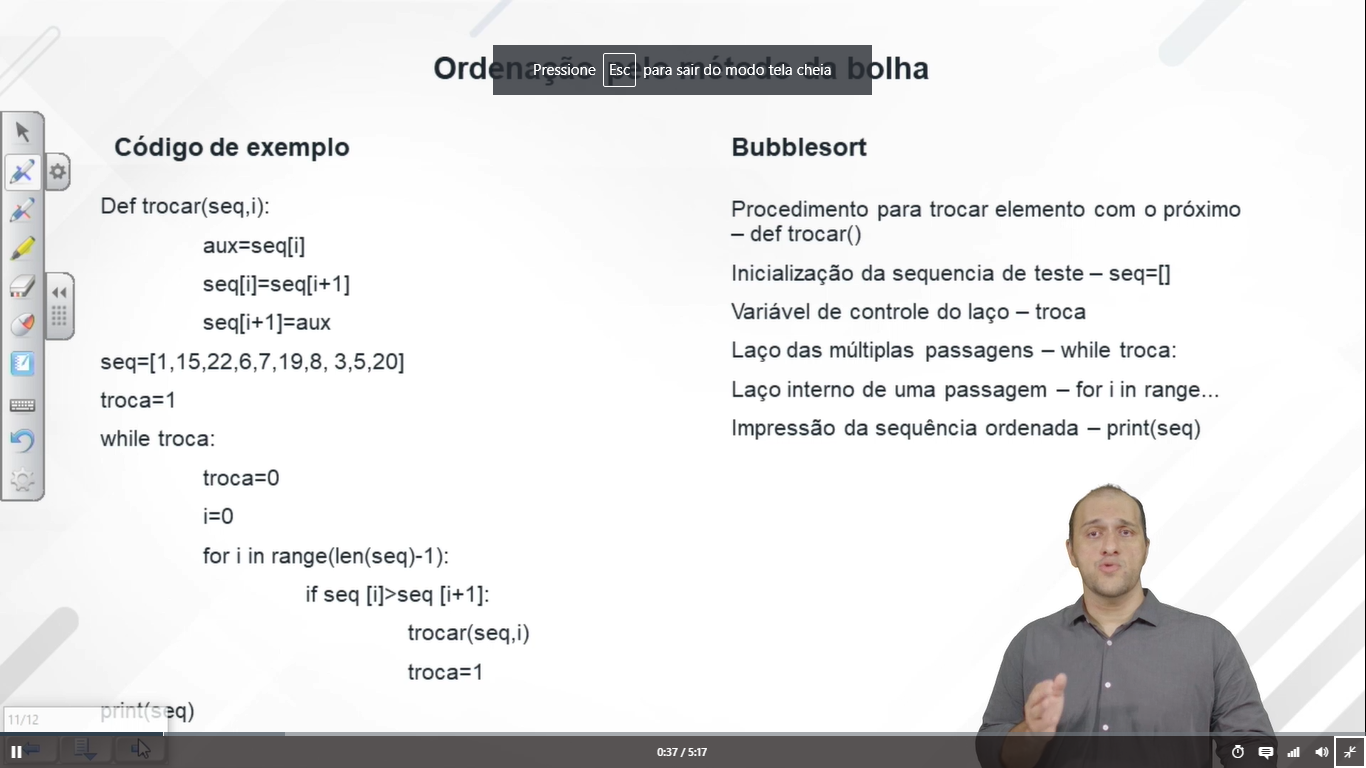 Ordenação pelo método da bolha
Pressione Esc para sair do modo tela cheia
Código de exemplo
Def trocar(seq,i):
aux=seq[i]
seq[i]=seq[i+1]
seq[i+1]=aux
seq=[1,15,22,6,7,19,8, 3,5,20]
troca=1
while troca:
troca=0
i=0
for i in range(len(seq)-1):
if seq [i]>seq [i+1]:
trocar(seq,i)
troca=1
print(seq)
Bubblesort
Procedimento para trocar elemento com o próximo
– def trocar()
Inicialização da sequencia de teste – seq=[]
Variável de controle do laço – troca
Laço das múltiplas passagens – while troca:
Laço interno de uma passagem – for i in range...
Impressão da sequência ordenada – print(seq)
11/12
0:37 / 5:17